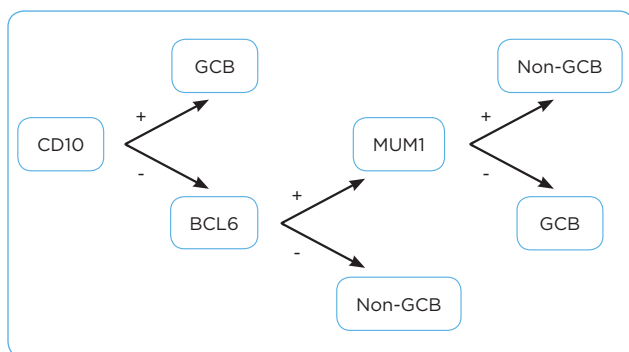 GCB
Non-GCB
+
+
CD10
MUM1
-
-
+
BCL6
GCB
-
Non-GCB